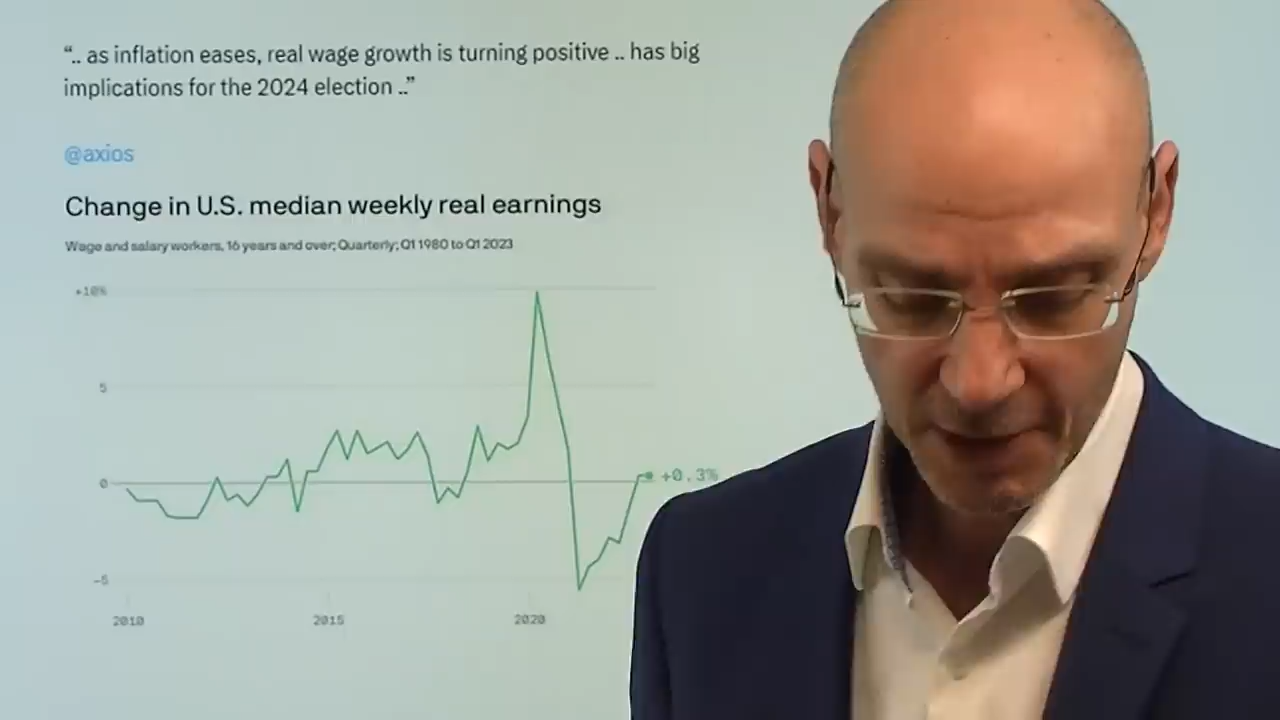 “.. as inflation eases, real wage growth is turning positive .. has big
implications for the 2024 election ..”
@axios
Change in U.S. median weekly real earnings
Wage and salary workers, 16 years and over; Quarterly; Q1 1980 to Q1 2023
+10%
5
0
+0.3%
-5
2010 2015 2020